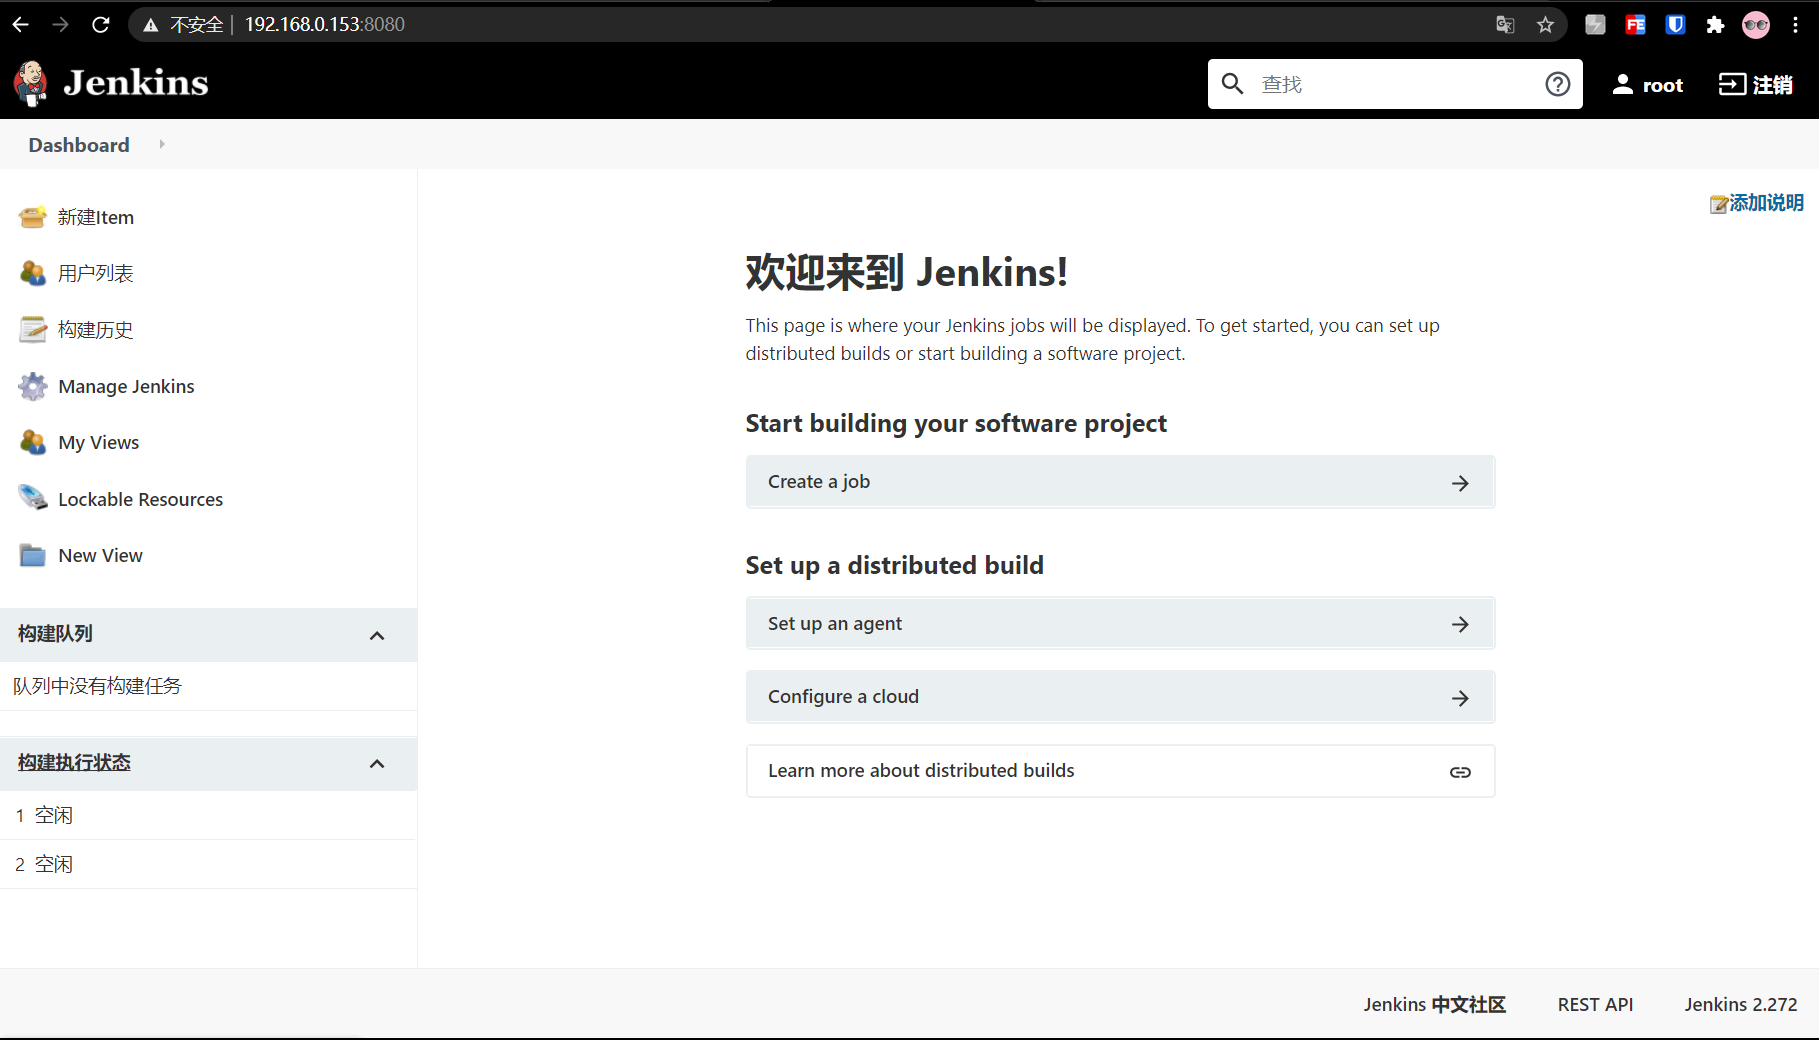 不安全 | 192.168.0.153:8080
FE
Jenkins
查找
root
注销
Dashboard
添加说明
新建Item
用户列表
构建历史
Manage Jenkins
My Views
Lockable Resources
New View
构建队列
队列中没有构建任务
构建执行状态
1 空闲
2 空闲
欢迎来到 Jenkins!
This page is where your Jenkins jobs will be displayed. To get started, you can set up
distributed builds or start building a software project.
Start building your software project
Create a job
Set up a distributed build
Set up an agent
Configure a cloud
Learn more about distributed builds
Jenkins 中文社区
REST API
Jenkins 2.272